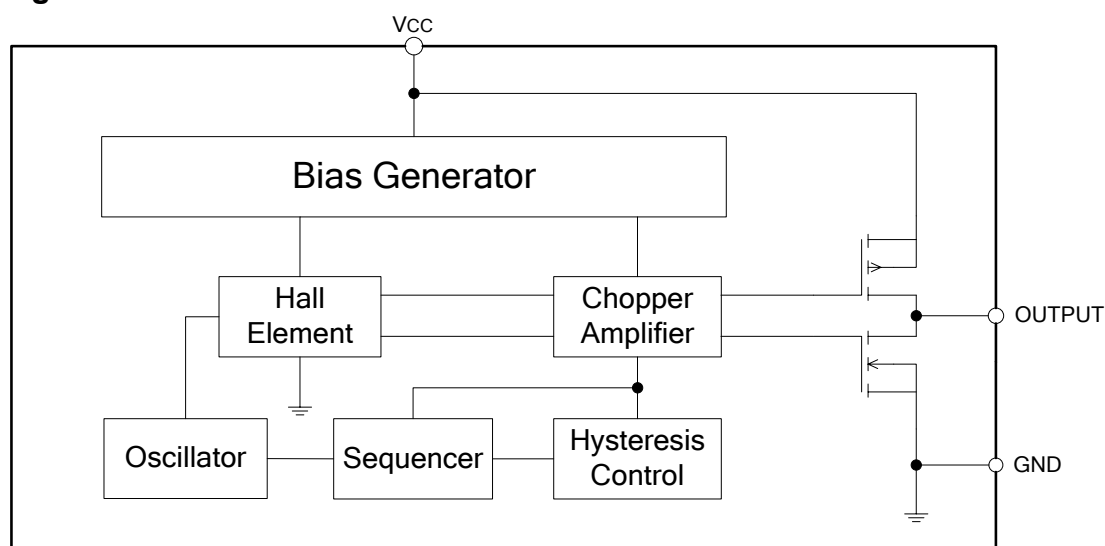 VCC
Bias Generator
Hall
Element
Chopper
Amplifier
OUTPUT
Oscillator
Sequencer
Hysteresis
Control
GND